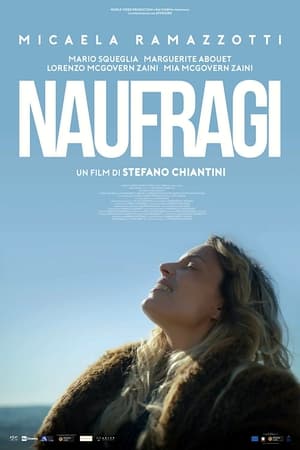 MICAELA RAMAZZOTTI
MARIO SQUEGLIA MARGUERITE ABOUET
LORENZO MCGOVERN ZAINI MIA MCGOVERN ZAINI
NAUFRAGI
UN FILM DI STEFANO CHIANTINI